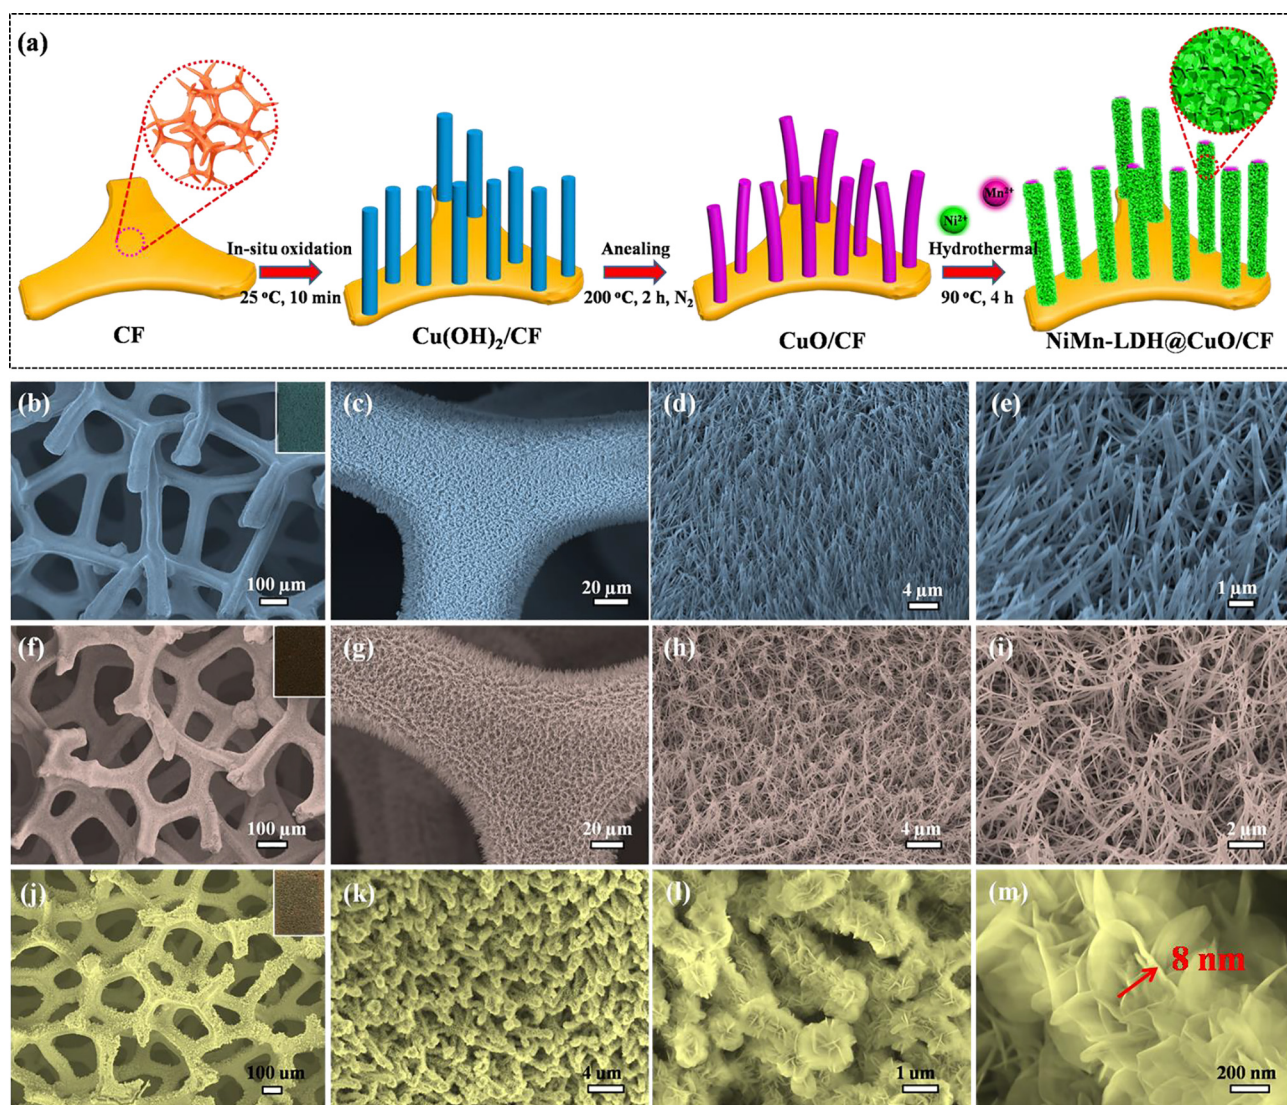 (a)
Mn²⁺
Ni²⁺
In-situ oxidation
25 °C, 10 min
Anealing
200 °C, 2 h, N₂
Hydrothermal
90 °C, 4 h
CF
Cu(OH)₂/CF
CuO/CF
NiMn-LDH@CuO/CF
(b)
100 µm
(c)
20 µm
(d)
4 µm
(e)
1 µm
(f)
100 µm
(g)
20 µm
(h)
4 µm
(i)
2 µm
(j)
100 µm
(k)
4 µm
(l)
1 µm
(m)
8 nm
200 nm